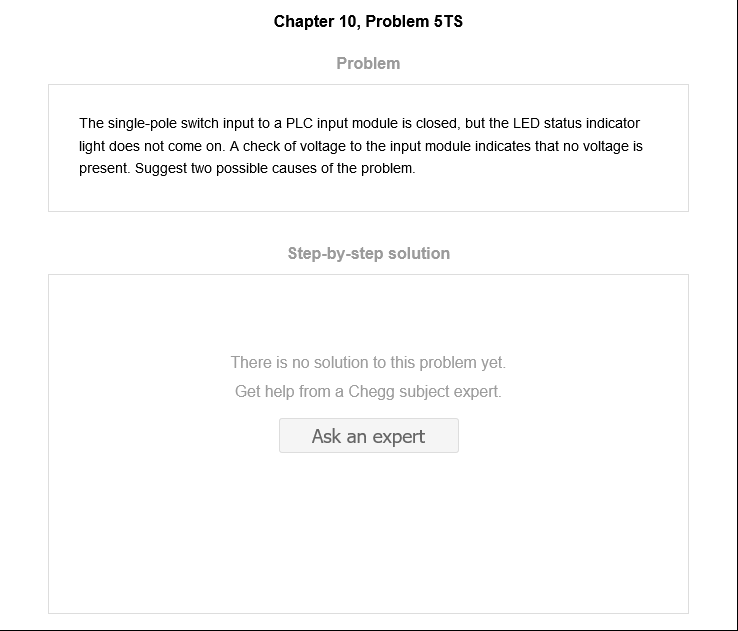 Chapter 10, Problem 5TS
Problem
The single-pole switch input to a PLC input module is closed, but the LED status indicator
light does not come on. A check of voltage to the input module indicates that no voltage is
present. Suggest two possible causes of the problem.
Step-by-step solution
There is no solution to this problem yet.
Get help from a Chegg subject expert.
Ask an expert